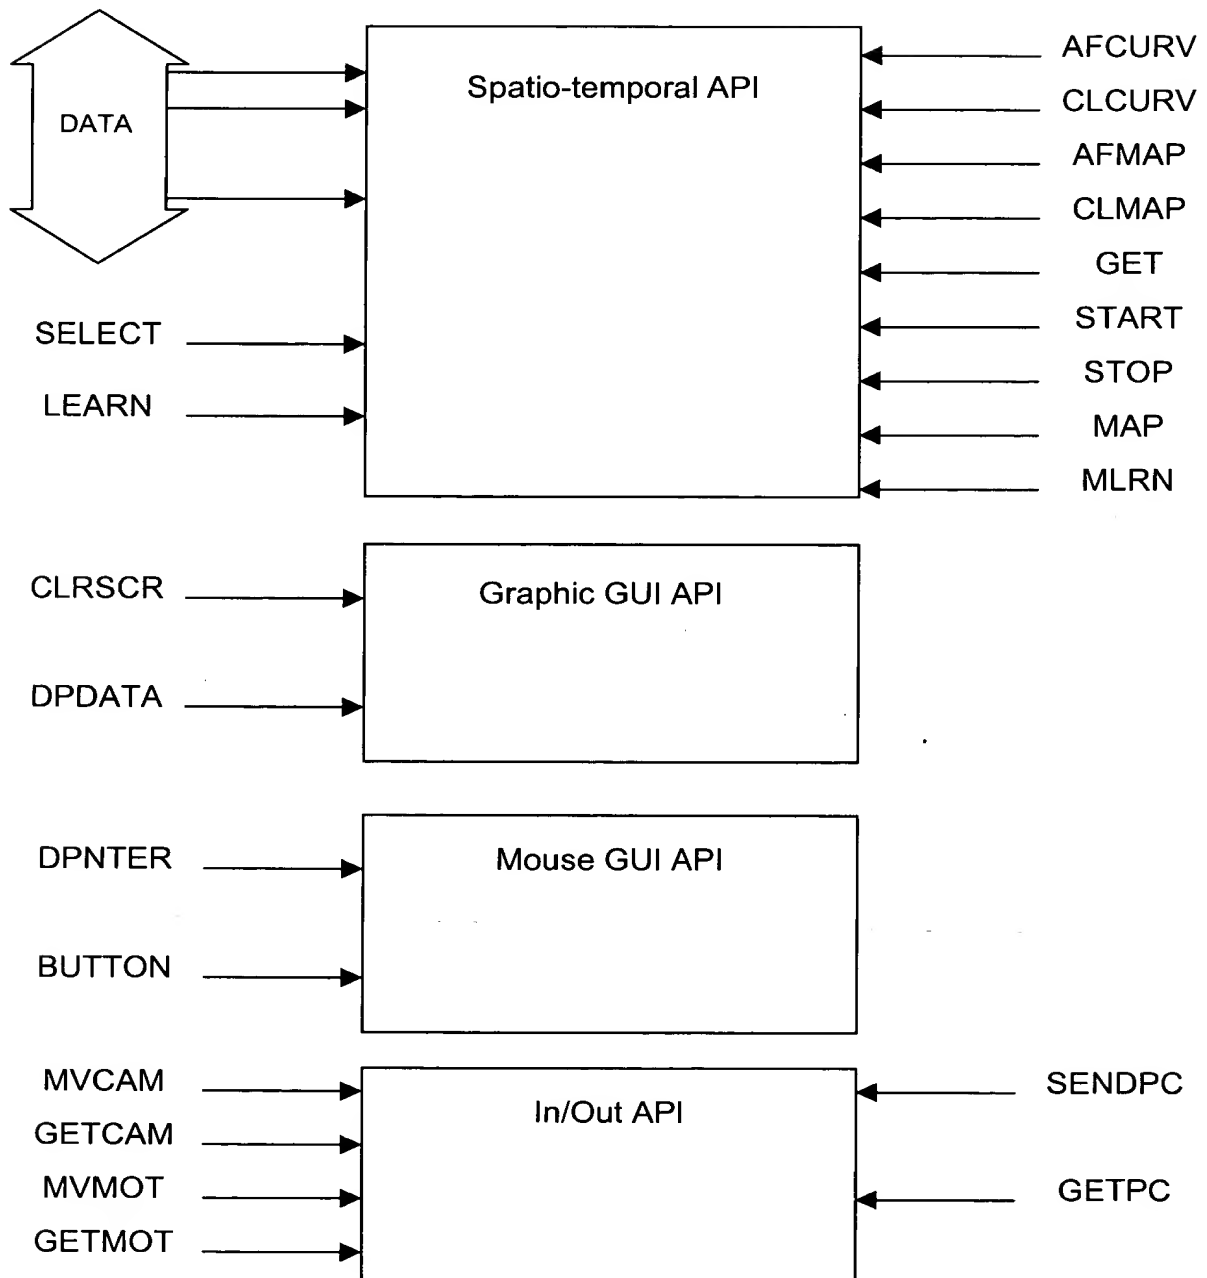 DATA
SELECT
LEARN
Spatio-temporal API
AFCURV
CLCURV
AFMAP
CLMAP
GET
START
STOP
MAP
MLRN
CLRSCR
DPDATA
Graphic GUI API
DPNTER
BUTTON
Mouse GUI API
MVCAM
GETCAM
MVMOT
GETMOT
In/Out API
SENDPC
GETPC